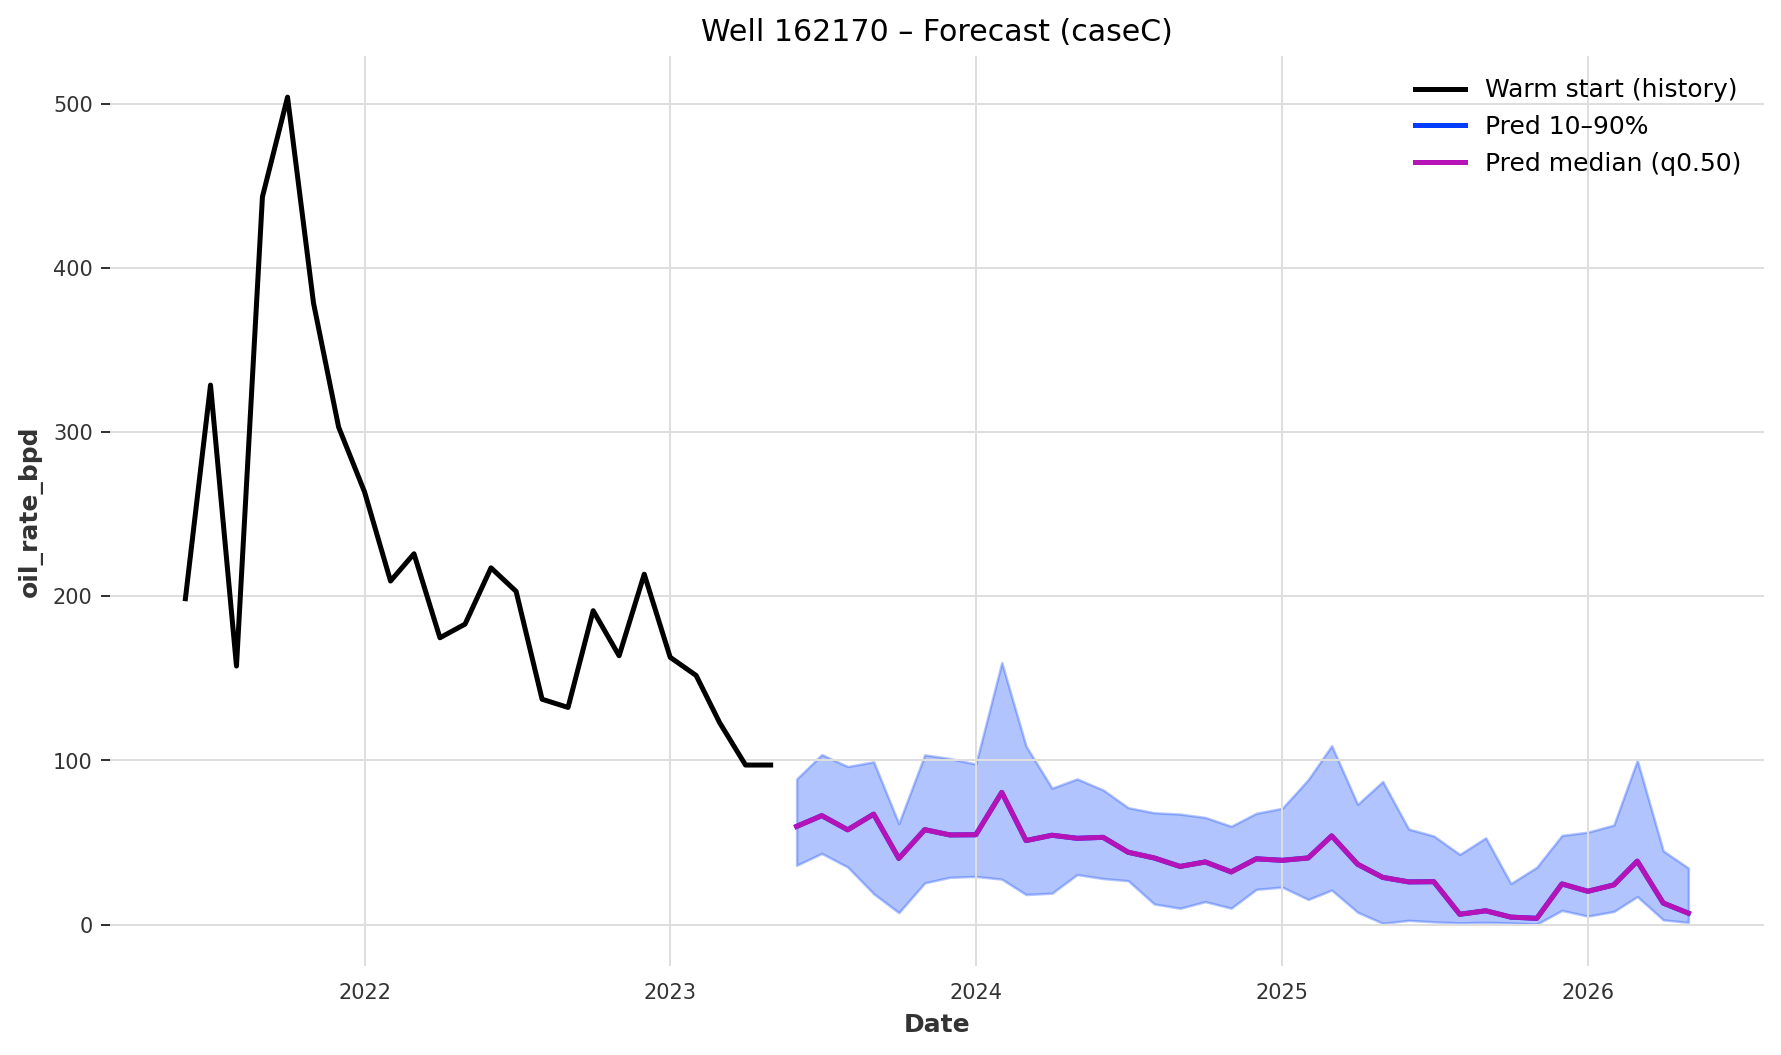 Well 162170 – Forecast (caseC)
Warm start (history)
Pred 10–90%
Pred median (q0.50)
oil_rate_bpd
500
400
300
200
100
0
2022
2023
2024
2025
2026
Date